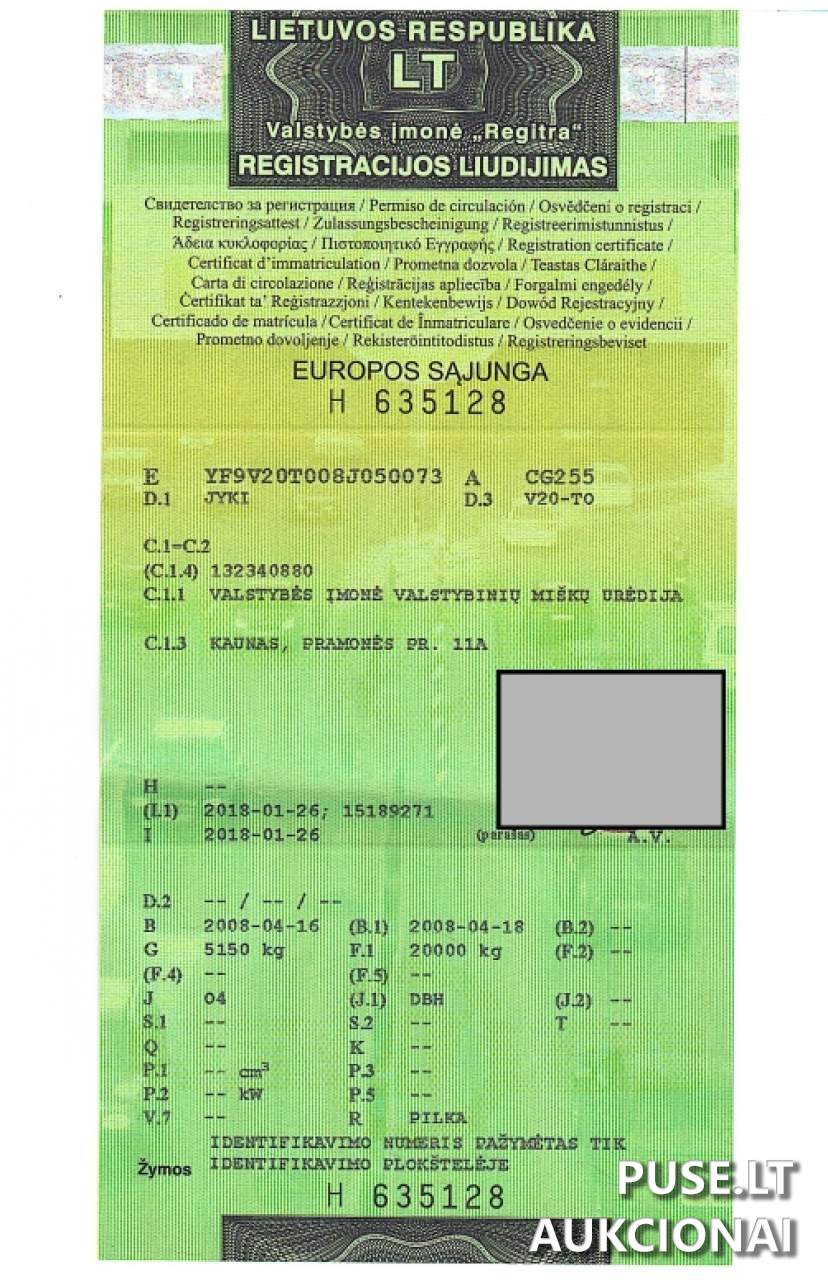 LIETUVOS RESPUBLIKA
LT
Valstybės įmonė „Regitra“
REGISTRACIJOS LIUDIJIMAS
Свидетелство за регистрация / Permiso de circulación / Osvědčení o registraci /
Registreringsattest / Zulassungsbescheinigung / Registreerimistunnistus /
Άδεια κυκλοφορίας / Πιστοποιητικό Εγγραφής / Registration certificate /
Certificat d'immatriculation / Prometna dozvola / Teastas Cláraithe /
Carta di circolazione / Reģistrācijas apliecība / Forgalmi engedély /
Ċertifikat ta' Reġistrazzjoni / Kentekenbewijs / Dowód Rejestracyjny /
Certificado de matrícula / Certificat de Înmatriculare / Osvedčenie o evidencii /
Prometno dovoljenje / Rekisteröintitodistus / Registreringsbeviset
EUROPOS SĄJUNGA
H 635128
E YF9V20T008J050073 A CG255
D.1 JYKI D.3 V20-TO
C.1-C.2
(C.1.4) 132340880
C.1.1 VALSTYBĖS ĮMONĖ VALSTYBINIŲ MIŠKŲ URĖDIJA
C.1.3 KAUNAS, PRAMONĖS PR. 11A
H --
(I.1) 2018-01-26; 15189271
I 2018-01-26 (parašas) A.V.
D.2 -- / -- / --
B 2008-04-16 (B.1) 2008-04-18 (B.2) --
G 5150 kg F.1 20000 kg (F.2) --
(F.4) -- (F.5) --
J O4 (J.1) DBH (J.2) --
S.1 -- S.2 -- T --
Q -- K --
P.1 -- cm³ P.3 --
P.2 -- kW P.5 --
V.7 -- R PILKA
IDENTIFIKAVIMO NUMERIS PAŽYMĖTAS TIK
Žymos IDENTIFIKAVIMO PLOKŠTELĖJE
H 635128
PUSE.LT
AUKCIONAI